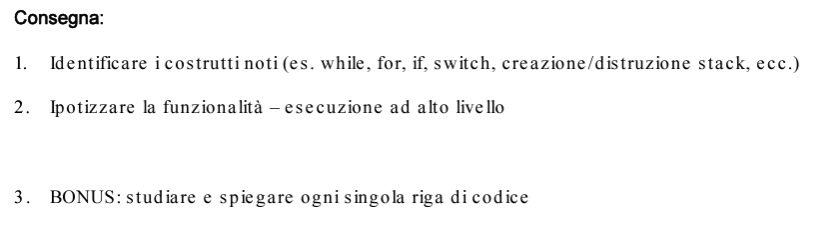 Consegna:
1. Identificare i costrutti noti (es. while, for, if, switch, creazione/distruzione stack, ecc.)
2. Ipotizzare la funzionalità – esecuzione ad alto livello
3. BONUS: studiare e spiegare ogni singola riga di codice